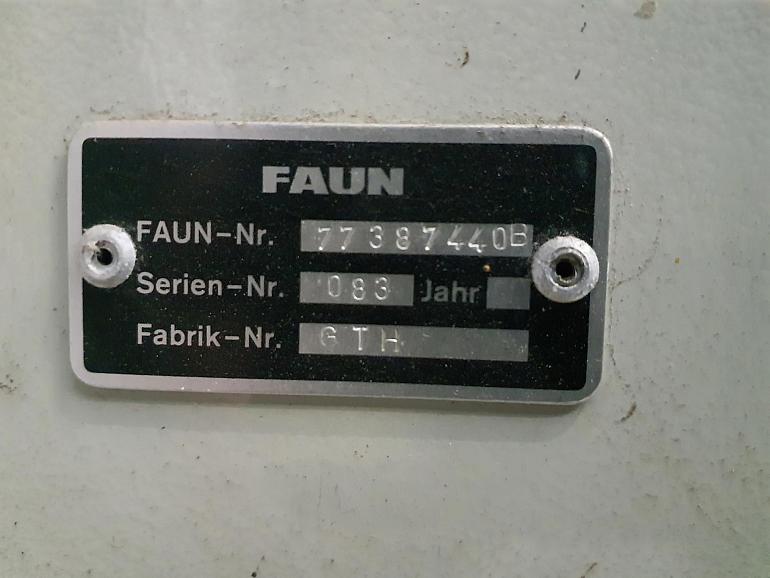 FAUN
FAUN-Nr. 77387440B
Serien-Nr. 083 Jahr
Fabrik-Nr. GTH